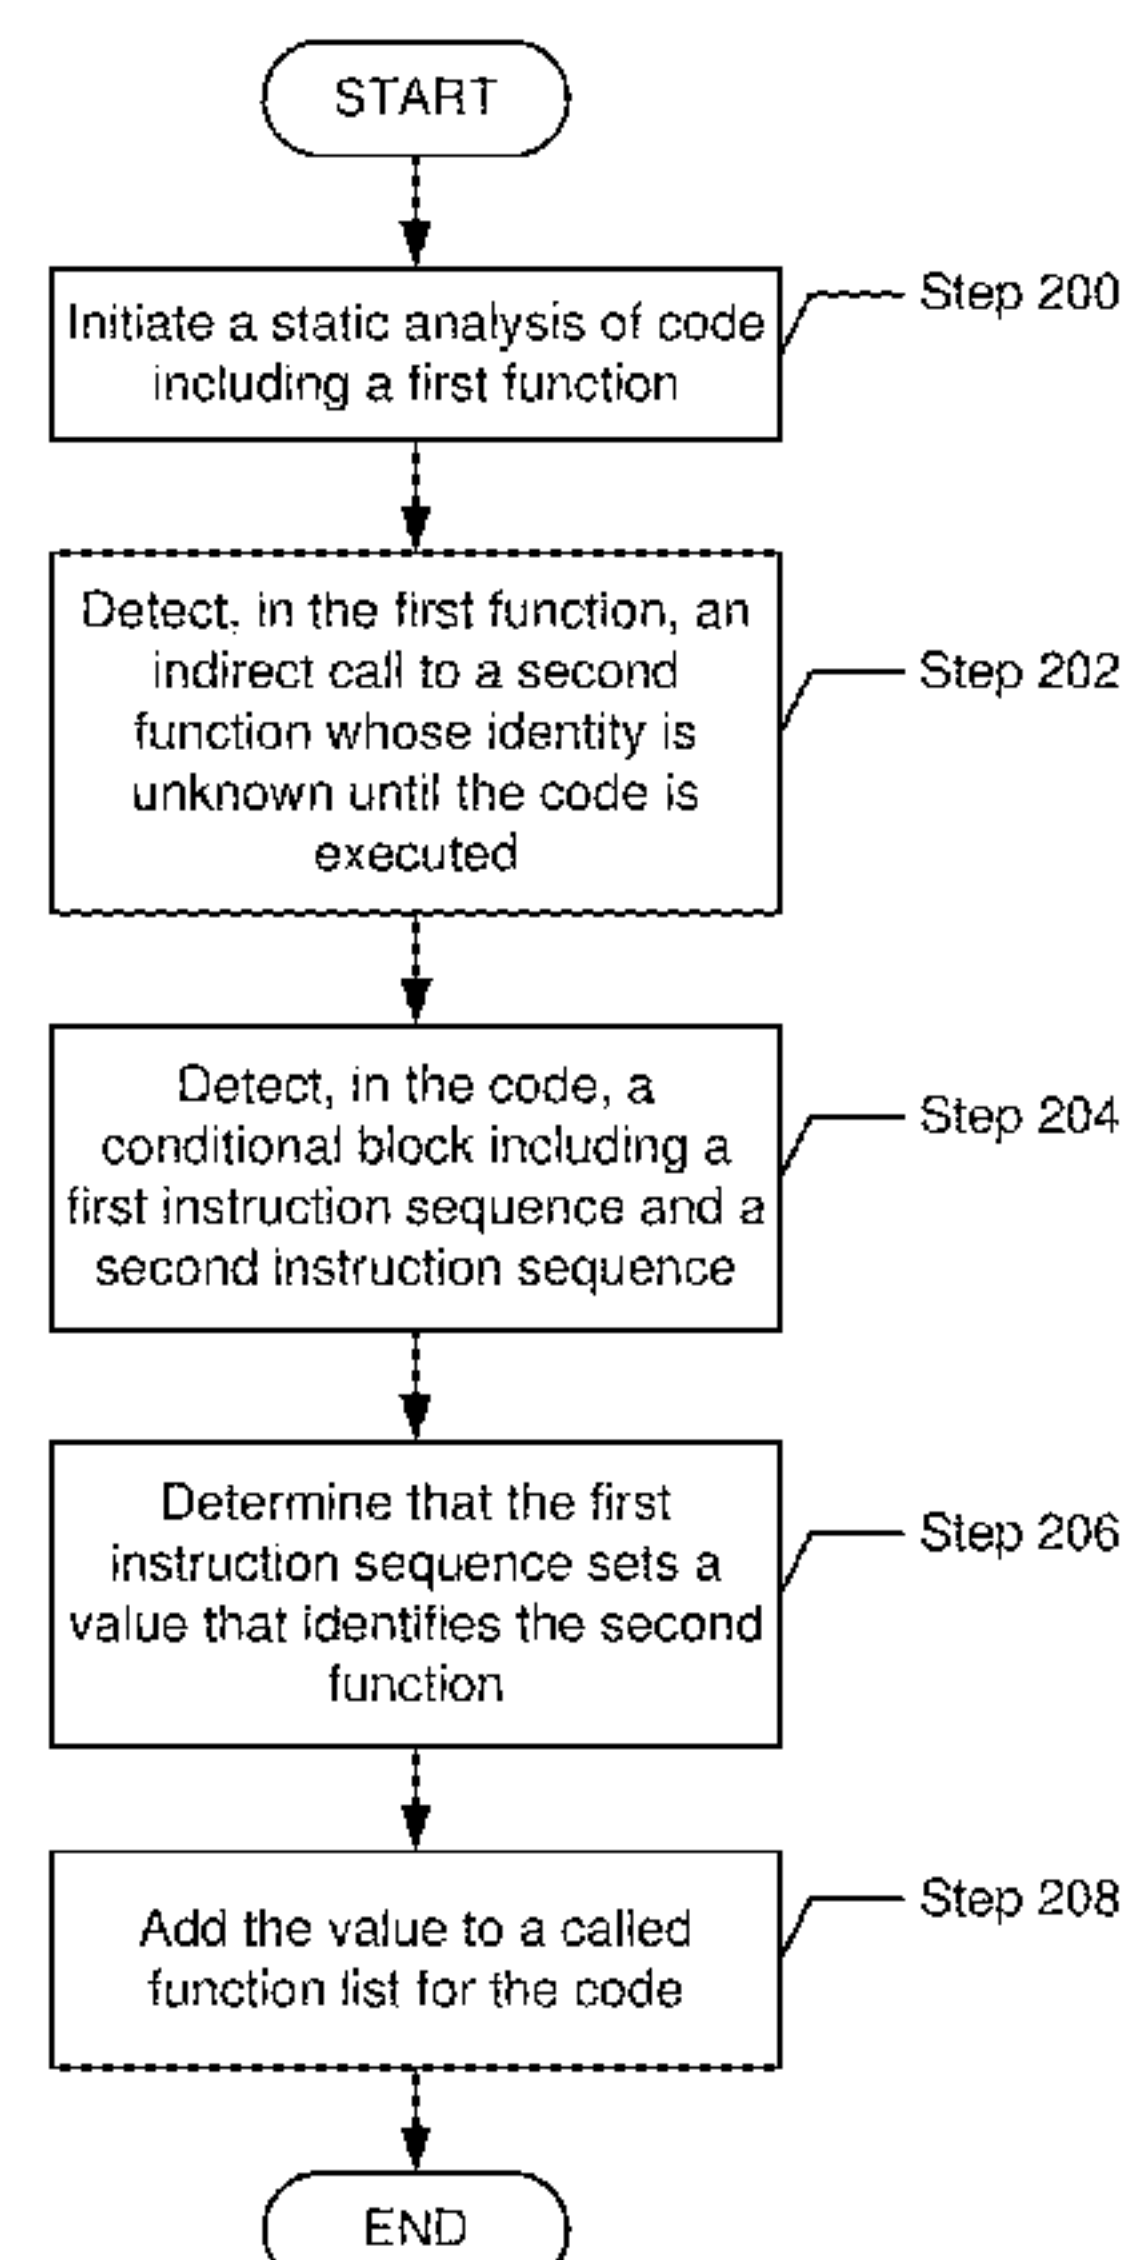 START
Step 200
Initiate a static analysis of code
including a first function
Detect, in the first function, an
indirect call to a second
function whose identity is
unknown until the code is
executed
Step 202
Detect, in the code, a
conditional block including a
first instruction sequence and a
second instruction sequence
Step 204
Determine that the first
instruction sequence sets a
value that identifies the second
function
Step 206
Add the value to a called
function list for the code
Step 208
END